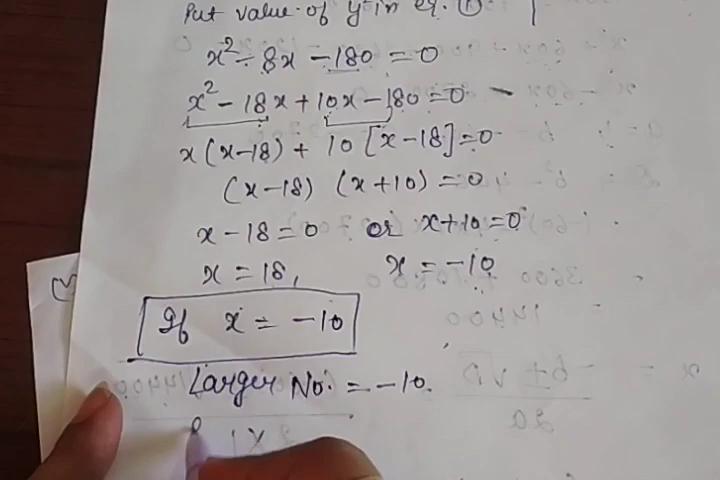 Put value of y in eq. ①.
x² - 8x - 180 = 0
x² - 18x + 10x - 180 = 0
x(x-18) + 10[x-18] = 0
(x-18) (x+10) = 0
x - 18 = 0 or x+10 = 0
x = 18, x = -10
If x = -10
Larger No. = -10.